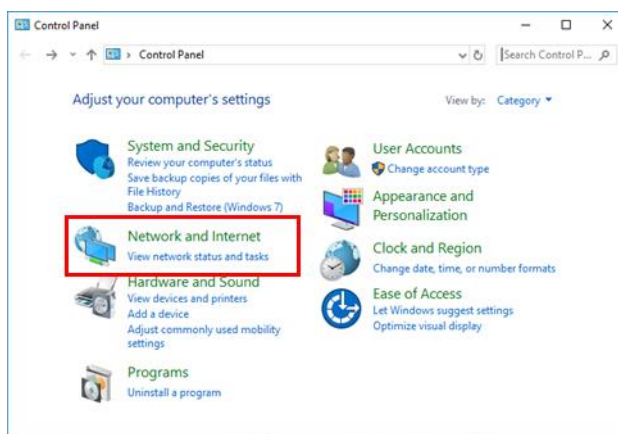 Control Panel
Control Panel
Search Control P...
Adjust your computer's settings
View by: Category
System and Security
Review your computer's status
Save backup copies of your files with
File History
Backup and Restore (Windows 7)
Network and Internet
View network status and tasks
Hardware and Sound
View devices and printers
Add a device
Adjust commonly used mobility
settings
Programs
Uninstall a program
User Accounts
Change account type
Appearance and
Personalization
Clock and Region
Change date, time, or number formats
Ease of Access
Let Windows suggest settings
Optimize visual display